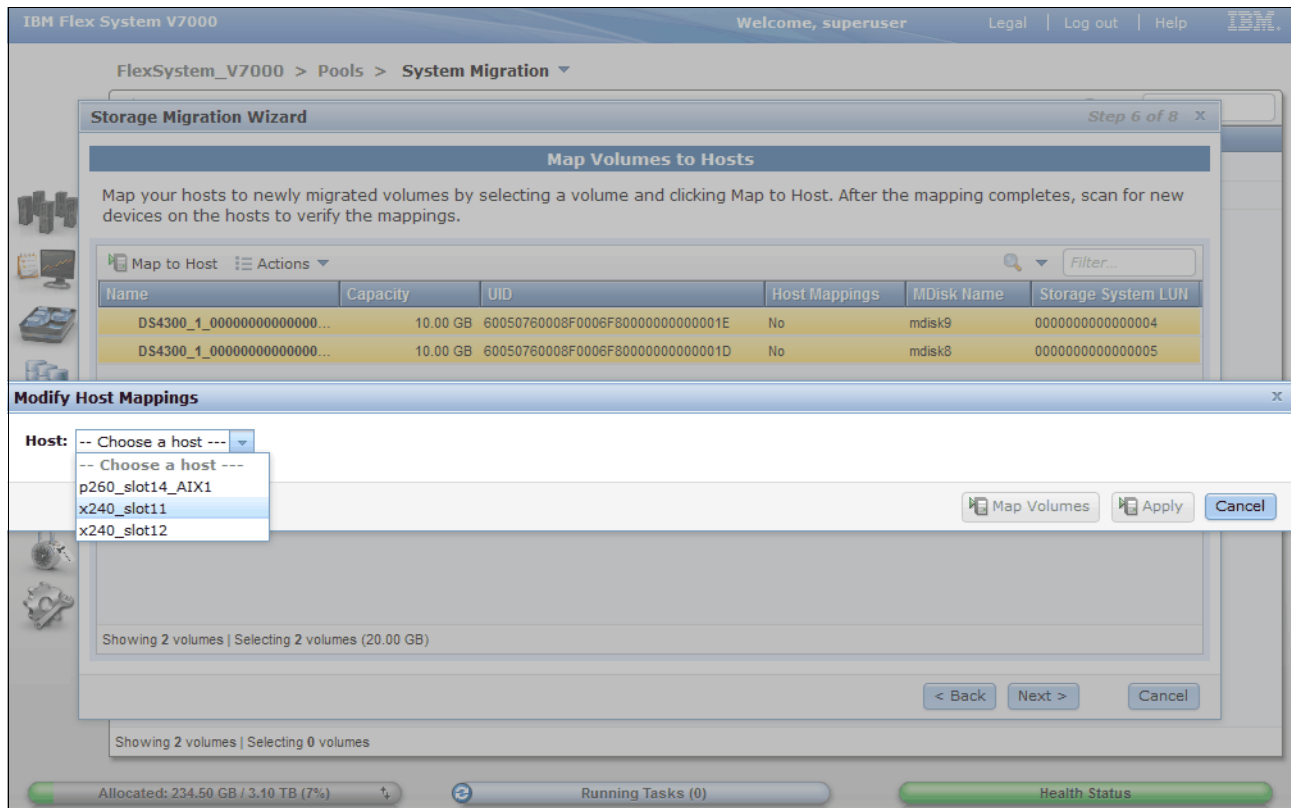 IBM Flex System V7000 Welcome, superuser Legal | Log out | Help IBM.
FlexSystem_V7000 > Pools > System Migration
Storage Migration Wizard Step 6 of 8 x
Map Volumes to Hosts
Map your hosts to newly migrated volumes by selecting a volume and clicking Map to Host. After the mapping completes, scan for new
devices on the hosts to verify the mappings.
Map to Host Actions Filter...
Name Capacity UID Host Mappings MDisk Name Storage System LUN
DS4300_1_00000000000000... 10.00 GB 60050760008F0006F80000000000001E No mdisk9 0000000000000004
DS4300_1_00000000000000... 10.00 GB 60050760008F0006F80000000000001D No mdisk8 0000000000000005
Modify Host Mappings x
Host: -- Choose a host ---
-- Choose a host ---
p260_slot14_AIX1
x240_slot11
x240_slot12
Map Volumes Apply Cancel
Showing 2 volumes | Selecting 2 volumes (20.00 GB)
< Back Next > Cancel
Showing 2 volumes | Selecting 0 volumes
Allocated: 234.50 GB / 3.10 TB (7%) Running Tasks (0) Health Status